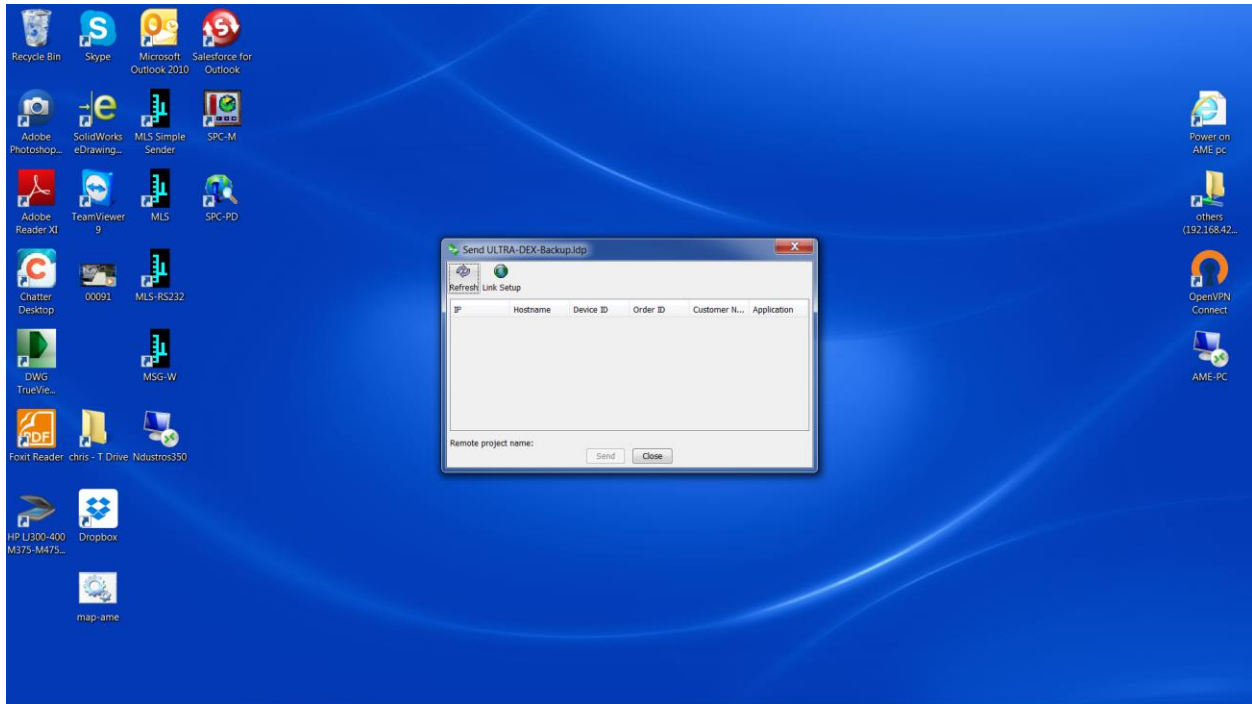 Recycle Bin
Skype
Microsoft
Outlook 2010
Salesforce for
Outlook
Adobe
Photoshop...
SolidWorks
eDrawing...
MLS Simple
Sender
SPC-M
Adobe
Reader XI
TeamViewer
9
MLS
SPC-PD
Chatter
Desktop
00091
MLS-RS232
DWG
TrueVie...
MSG-W
PDF
Foxit Reader
chris - T Drive
Ndustros350
HP LJ300-400
M375-M475...
Dropbox
map-ame
Send ULTRA-DEX-Backup.ldp
Refresh
Link Setup
IP
Hostname
Device ID
Order ID
Customer N...
Application
Remote project name:
Send
Close
Power on
AME pc
others
(192.168.42...
OpenVPN
Connect
AME-PC